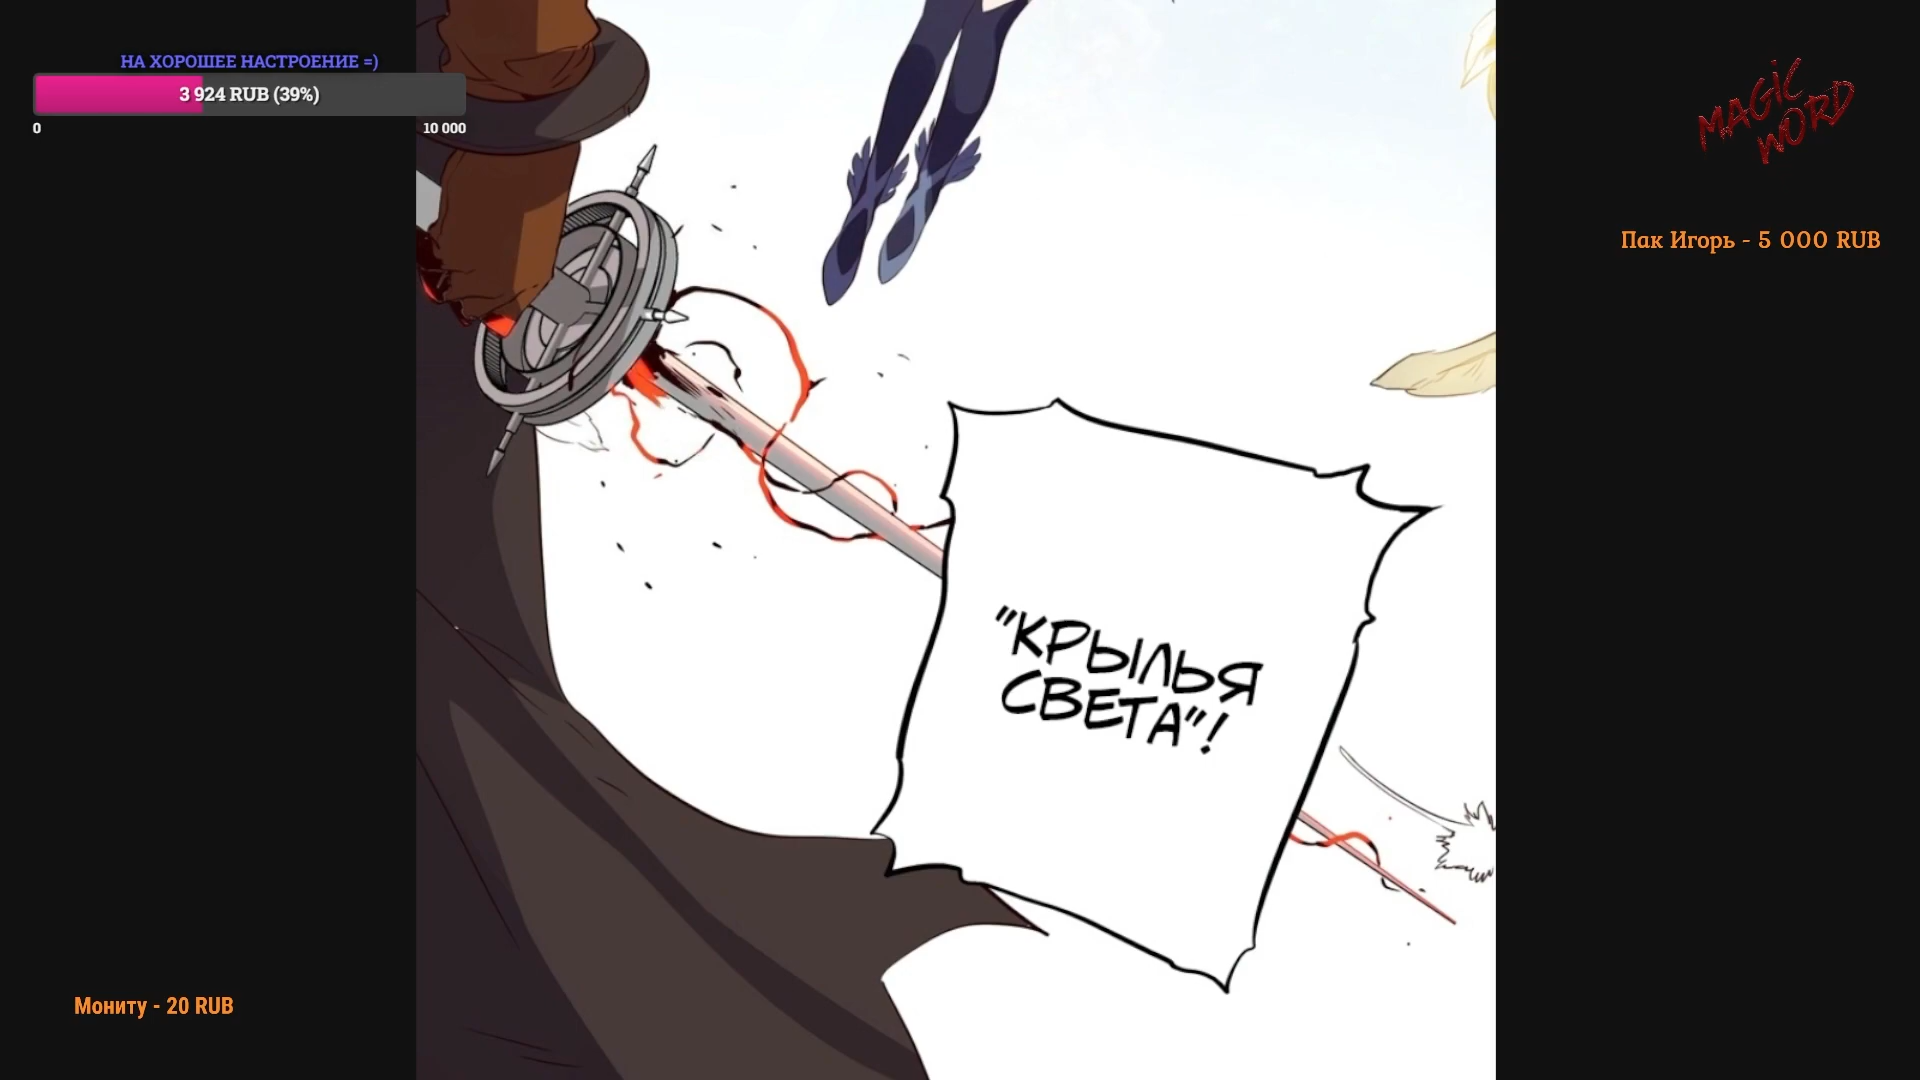 НА ХОРОШЕЕ НАСТРОЕНИЕ =)
3 924 RUB (39%)
0
10 000
MAGIC
WORD
Пак Игорь - 5 000 RUB
"КРЫЛЬЯ
СВЕТА"!
Мониту - 20 RUB